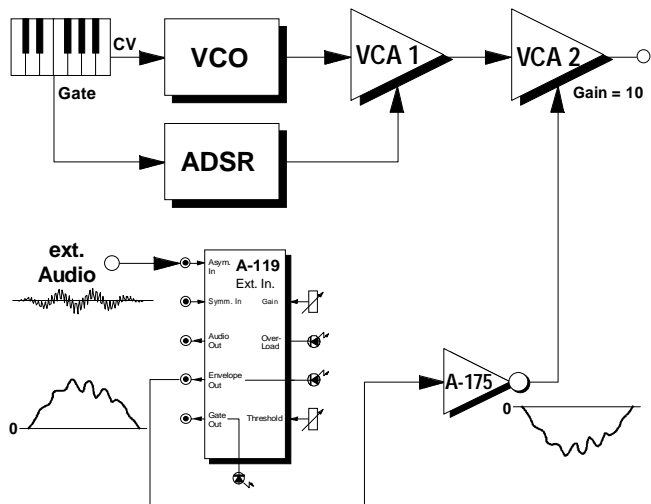 CV
VCO
VCA 1
VCA 2
Gate
Gain = 10
ADSR
ext.
Audio
Asym.
In
A-119
Ext. In.
Symm. In
Gain
Audio
Out
Over-
Load
Envelope
Out
A-175
0
Gate
Out
Threshold
0